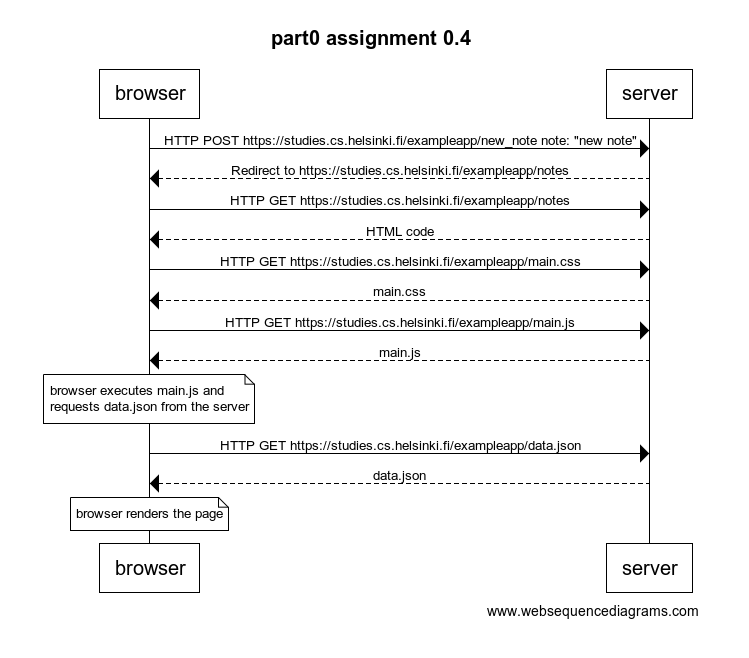 part0 assignment 0.4
browser server
HTTP POST https://studies.cs.helsinki.fi/exampleapp/new_note note: "new note"
Redirect to https://studies.cs.helsinki.fi/exampleapp/notes
HTTP GET https://studies.cs.helsinki.fi/exampleapp/notes
HTML code
HTTP GET https://studies.cs.helsinki.fi/exampleapp/main.css
main.css
HTTP GET https://studies.cs.helsinki.fi/exampleapp/main.js
main.js
browser executes main.js and
requests data.json from the server
HTTP GET https://studies.cs.helsinki.fi/exampleapp/data.json
data.json
browser renders the page
browser server
www.websequencediagrams.com